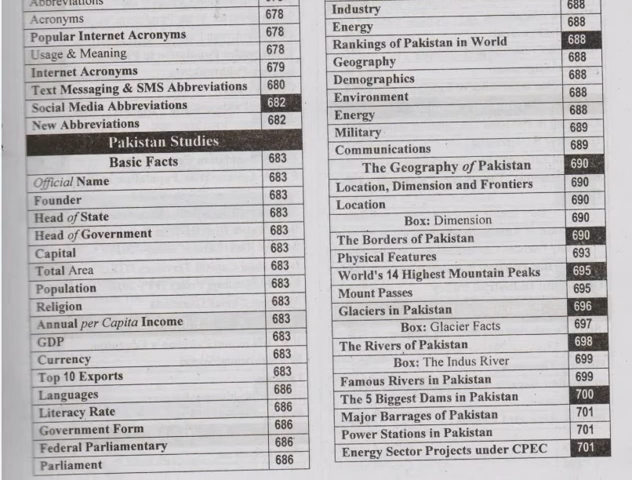 Abbreviations
Acronyms 678
Popular Internet Acronyms 678
Usage & Meaning 678
Internet Acronyms 679
Text Messaging & SMS Abbreviations 680
Social Media Abbreviations 682
New Abbreviations 682
Pakistan Studies
Basic Facts 683
Official Name 683
Founder 683
Head of State 683
Head of Government 683
Capital 683
Total Area 683
Population 683
Religion 683
Annual per Capita Income 683
GDP 683
Currency 683
Top 10 Exports 683
Languages 686
Literacy Rate 686
Government Form 686
Federal Parliamentary 686
Parliament 686
Industry 688
Energy 688
Rankings of Pakistan in World 688
Geography 688
Demographics 688
Environment 688
Energy 688
Military 689
Communications 689
The Geography of Pakistan 690
Location, Dimension and Frontiers 690
Location 690
Box: Dimension 690
The Borders of Pakistan 690
Physical Features 693
World's 14 Highest Mountain Peaks 695
Mount Passes 695
Glaciers in Pakistan 696
Box: Glacier Facts 697
The Rivers of Pakistan 698
Box: The Indus River 699
Famous Rivers in Pakistan 699
The 5 Biggest Dams in Pakistan 700
Major Barrages of Pakistan 701
Power Stations in Pakistan 701
Energy Sector Projects under CPEC 701